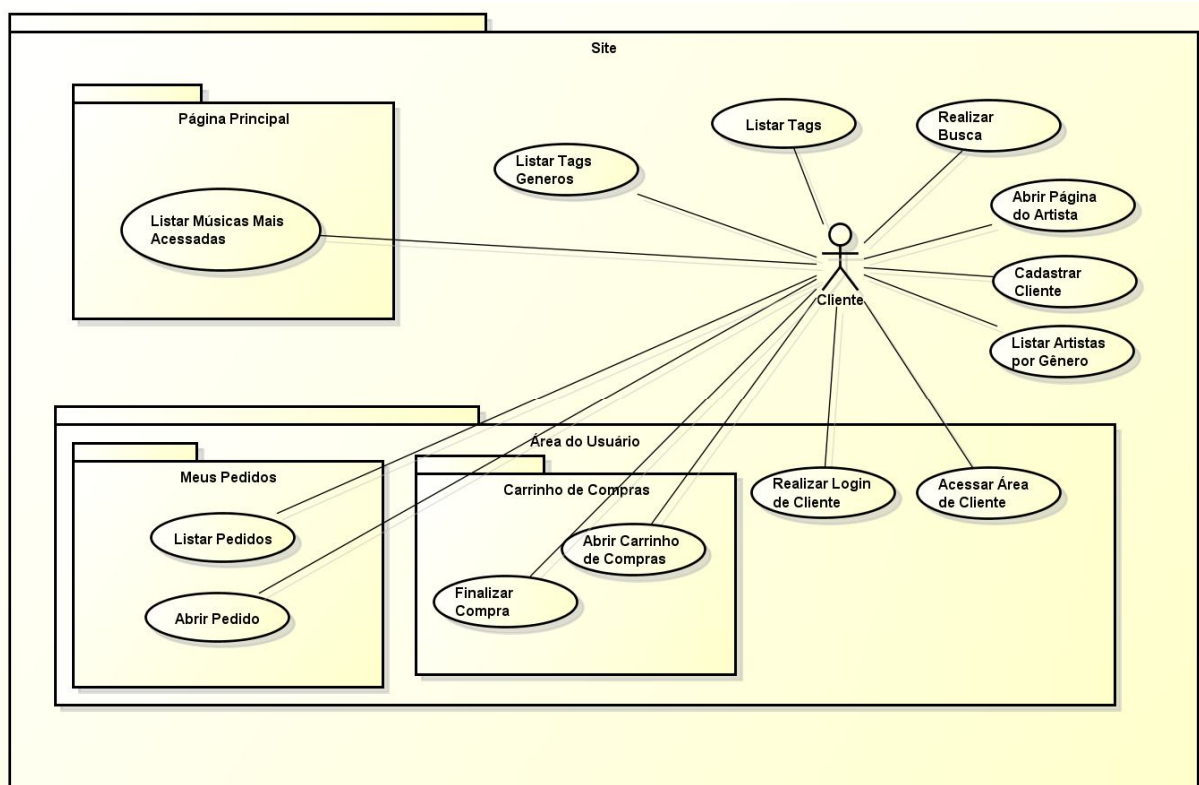 Site
Página Principal
Listar Músicas Mais
Acessadas
Listar Tags
Generos
Listar Tags
Realizar
Busca
Abrir Página
do Artista
Cadastrar
Cliente
Listar Artistas
por Gênero
Cliente
Área do Usuário
Meus Pedidos
Listar Pedidos
Abrir Pedido
Carrinho de Compras
Abrir Carrinho
de Compras
Finalizar
Compra
Realizar Login
de Cliente
Acessar Área
de Cliente